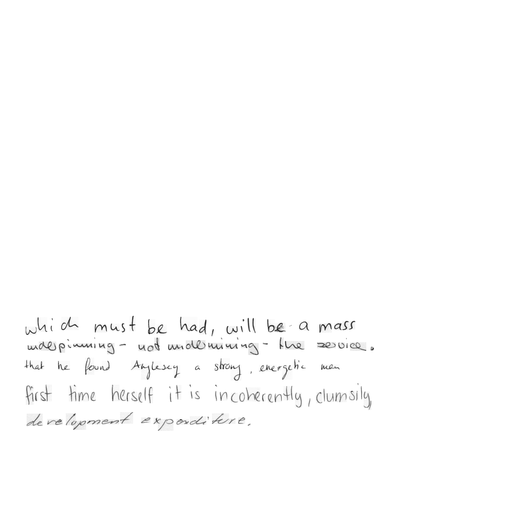 which must be had, will be a mass
underpinning - not undermining - the service.
that he found Anglesey a strong, energetic man
first time herself it is incoherently, clumsily
development expenditure.